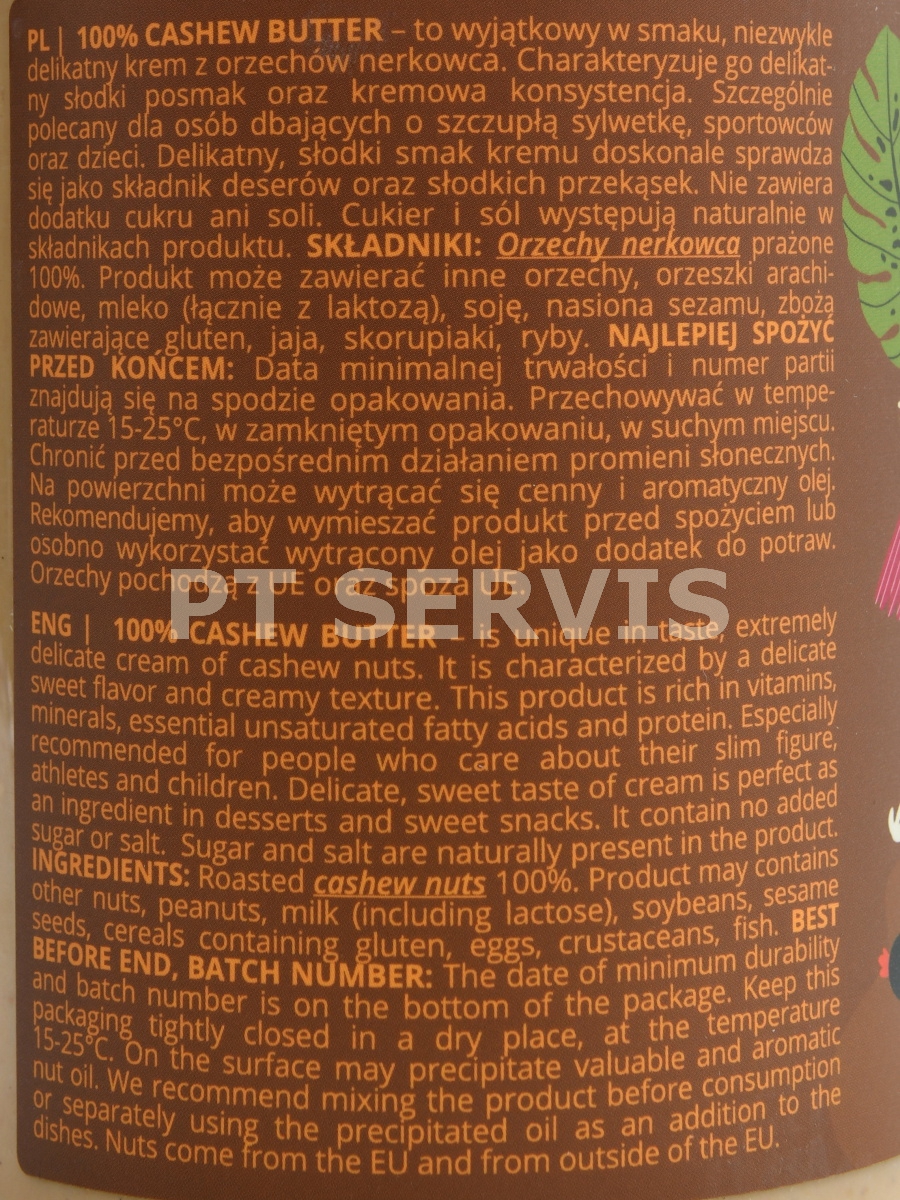 PL | 100% CASHEW BUTTER – to wyjątkowy w smaku, niezwykle
delikatny krem z orzechów nerkowca. Charakteryzuje go delikat-
ny słodki posmak oraz kremowa konsystencja. Szczególnie
polecany dla osób dbających o szczupłą sylwetkę, sportowców
oraz dzieci. Delikatny, słodki smak kremu doskonale sprawdza
się jako składnik deserów oraz słodkich przekąsek. Nie zawiera
dodatku cukru ani soli. Cukier i sól występują naturalnie w
składnikach produktu. SKŁADNIKI: Orzechy nerkowca prażone
100%. Produkt może zawierać inne orzechy, orzeszki arachi-
dowe, mleko (łącznie z laktozą), soję, nasiona sezamu, zboża
zawierające gluten, jaja, skorupiaki, ryby. NAJLEPIEJ SPOŻYĆ
PRZED KOŃCEM: Data minimalnej trwałości i numer partii
znajdują się na spodzie opakowania. Przechowywać w tempe-
raturze 15-25°C, w zamkniętym opakowaniu, w suchym miejscu.
Chronić przed bezpośrednim działaniem promieni słonecznych.
Na powierzchni może wytrącać się cenny i aromatyczny olej.
Rekomendujemy, aby wymieszać produkt przed spożyciem lub
osobno wykorzystać wytrącony olej jako dodatek do potraw.
Orzechy pochodzą z UE oraz spoza UE.
PT SERVIS
ENG | 100% CASHEW BUTTER – is unique in taste, extremely
delicate cream of cashew nuts. It is characterized by a delicate
sweet flavor and creamy texture. This product is rich in vitamins,
minerals, essential unsaturated fatty acids and protein. Especially
recommended for people who care about their slim figure,
athletes and children. Delicate, sweet taste of cream is perfect as
an ingredient in desserts and sweet snacks. It contain no added
sugar or salt. Sugar and salt are naturally present in the product.
INGREDIENTS: Roasted cashew nuts 100%. Product may contains
other nuts, peanuts, milk (including lactose), soybeans, sesame
seeds, cereals containing gluten, eggs, crustaceans, fish. BEST
BEFORE END, BATCH NUMBER: The date of minimum durability
and batch number is on the bottom of the package. Keep this
packaging tightly closed in a dry place, at the temperature
15-25°C. On the surface may precipitate valuable and aromatic
nut oil. We recommend mixing the product before consumption
or separately using the precipitated oil as an addition to the
dishes. Nuts come from the EU and from outside of the EU.